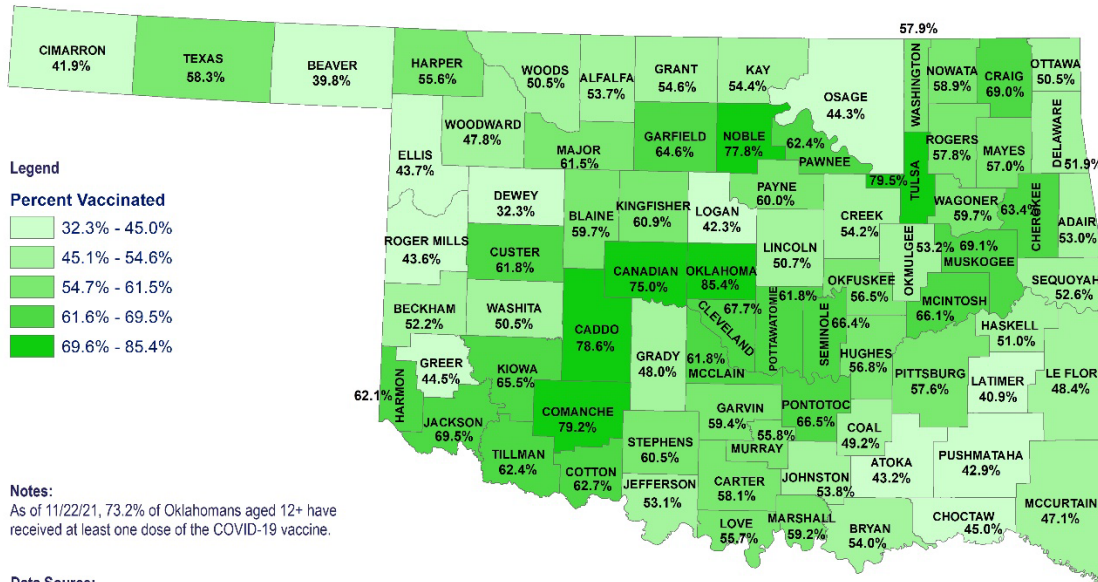 57.9%
CIMARRON
41.9%
TEXAS
58.3%
BEAVER
39.8%
HARPER
55.6%
WOODS
50.5%
ALFALFA
53.7%
GRANT
54.6%
KAY
54.4%
OSAGE
44.3%
WASHINGTON
NOWATA
58.9%
CRAIG
69.0%
OTTAWA
50.5%
WOODWARD
47.8%
MAJOR
61.5%
GARFIELD
64.6%
NOBLE
77.8%
62.4%
PAWNEE
ROGERS
57.8%
MAYES
57.0%
DELAWARE
51.9%
ELLIS
43.7%
DEWEY
32.3%
BLAINE
59.7%
KINGFISHER
60.9%
LOGAN
42.3%
PAYNE
60.0%
79.5%
TULSA
CREEK
54.2%
WAGONER
59.7%
63.4%
CHEROKEE
ADAIR
53.0%
Legend
Percent Vaccinated
32.3% - 45.0%
45.1% - 54.6%
54.7% - 61.5%
61.6% - 69.5%
69.6% - 85.4%
ROGER MILLS
43.6%
CUSTER
61.8%
CANADIAN
75.0%
OKLAHOMA
85.4%
LINCOLN
50.7%
OKMULGEE
53.2%
69.1%
MUSKOGEE
SEQUOYAH
52.6%
BECKHAM
52.2%
WASHITA
50.5%
CADDO
78.6%
GRADY
48.0%
67.7%
CLEVELAND
61.8%
MCCLAIN
POTTAWATOMIE
61.8%
SEMINOLE
66.4%
OKFUSKEE
56.5%
MCINTOSH
66.1%
HASKELL
51.0%
GREER
44.5%
KIOWA
65.5%
HUGHES
56.8%
PITTSBURG
57.6%
LATIMER
40.9%
LE FLOR
48.4%
62.1%
HARMON
JACKSON
69.5%
COMANCHE
79.2%
TILLMAN
62.4%
COTTON
62.7%
STEPHENS
60.5%
JEFFERSON
53.1%
GARVIN
59.4%
55.8%
MURRAY
PONTOTOC
66.5%
COAL
49.2%
ATOKA
43.2%
PUSHMATAHA
42.9%
CARTER
58.1%
JOHNSTON
53.8%
LOVE
55.7%
MARSHALL
59.2%
BRYAN
54.0%
CHOCTAW
45.0%
MCCURTAIN
47.1%
Notes:
As of 11/22/21, 73.2% of Oklahomans aged 12+ have
received at least one dose of the COVID-19 vaccine.
Data Source: